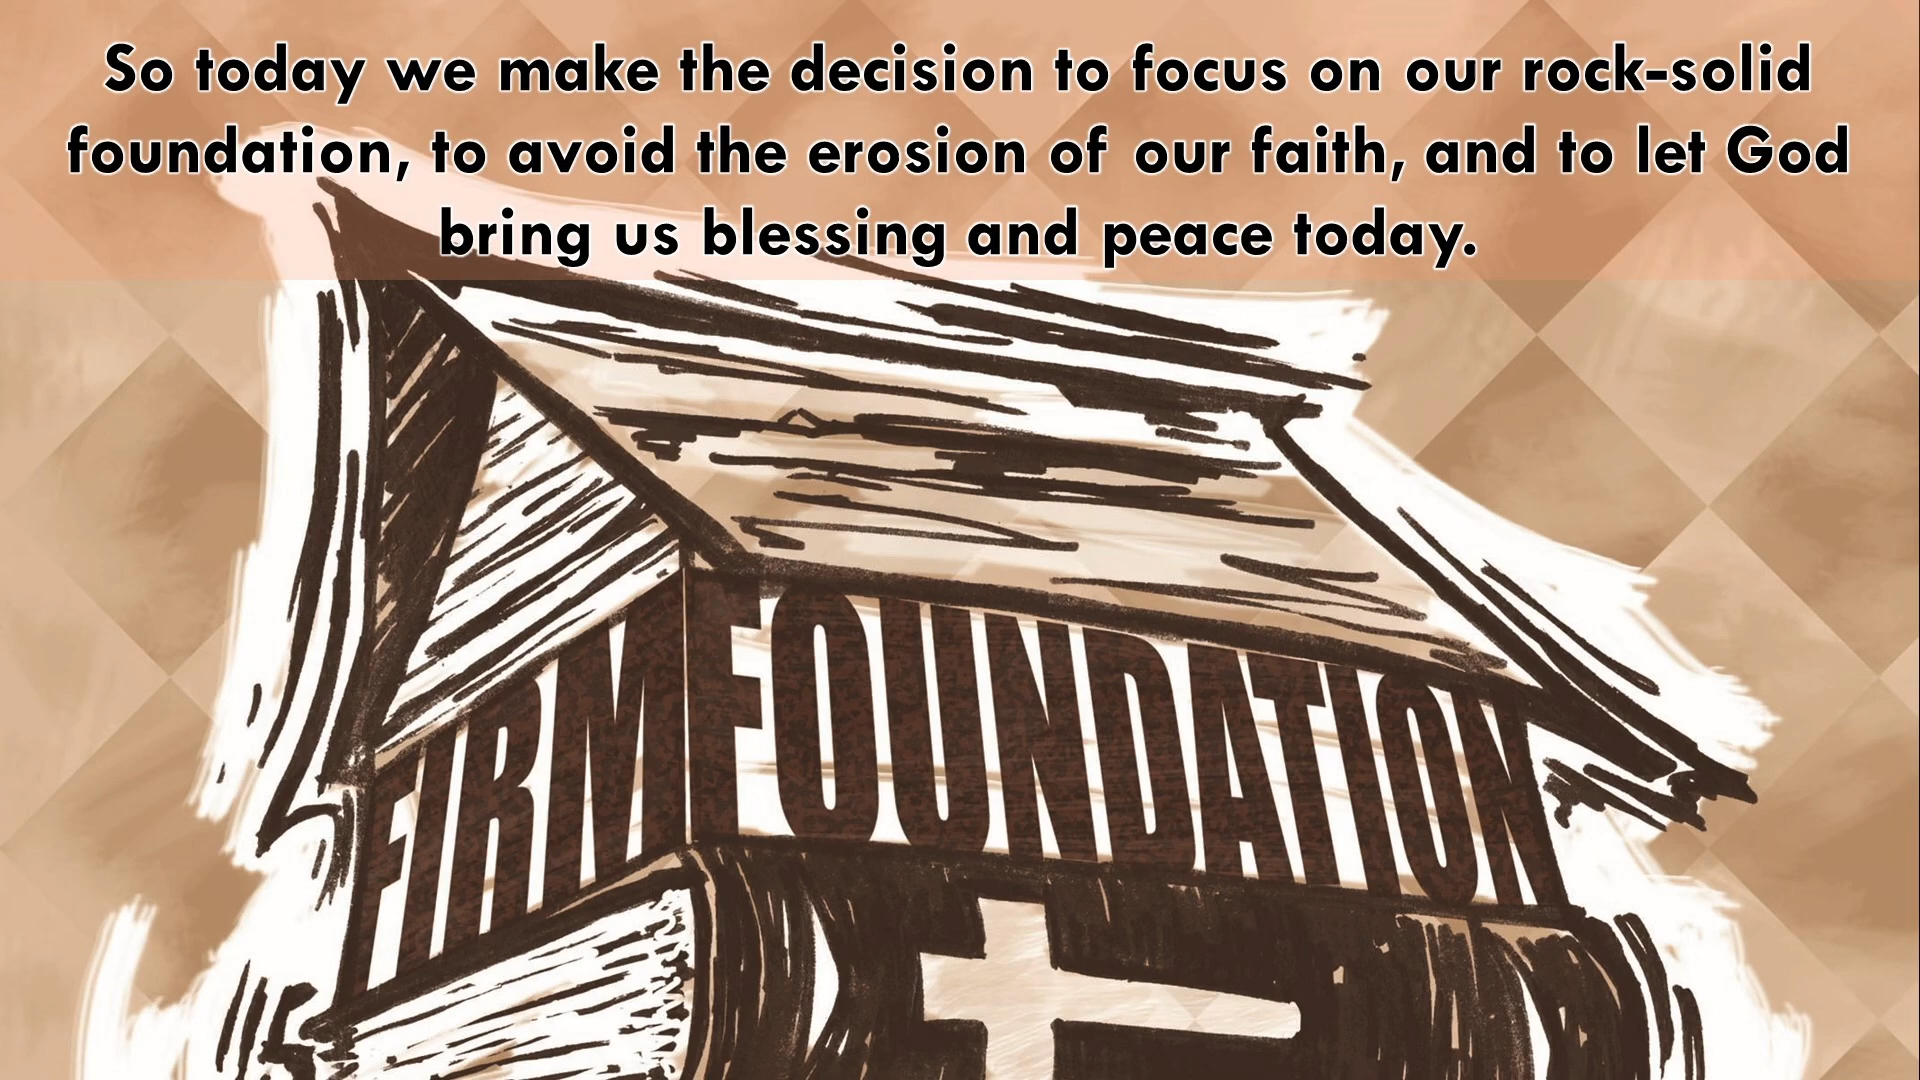 So today we make the decision to focus on our rock-solid
foundation, to avoid the erosion of our faith, and to let God
bring us blessing and peace today.
FIRM FOUNDATION